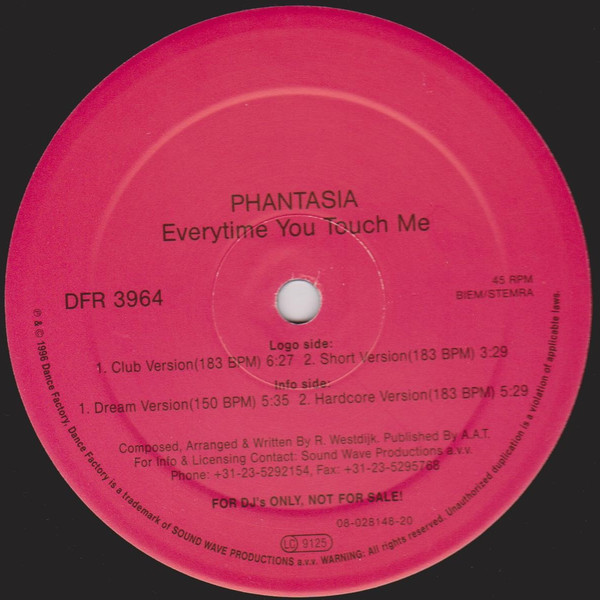 PHANTASIA
Everytime You Touch Me
DFR 3964
45 RPM
BIEM/STEMRA
Logo side:
1. Club Version(183 BPM) 6:27 2. Short Version(183 BPM) 3:29
Info side:
1. Dream Version(150 BPM) 5:35 2. Hardcore Version(183 BPM) 5:29
Composed, Arranged & Written By R. Westdijk. Published By A.A.T.
For Info & Licensing Contact: Sound Wave Productions a.v.v.
Phone: +31-23-5292154, Fax: +31-23-5295768
FOR DJ's ONLY, NOT FOR SALE!
08-028148-20
LC 9125
℗ & © 1996 Dance Factory, Dance Factory is a trademark of SOUND WAVE PRODUCTIONS a.v.v. WARNING: All rights reserved. Unauthorized duplication is a violation of applicable laws.